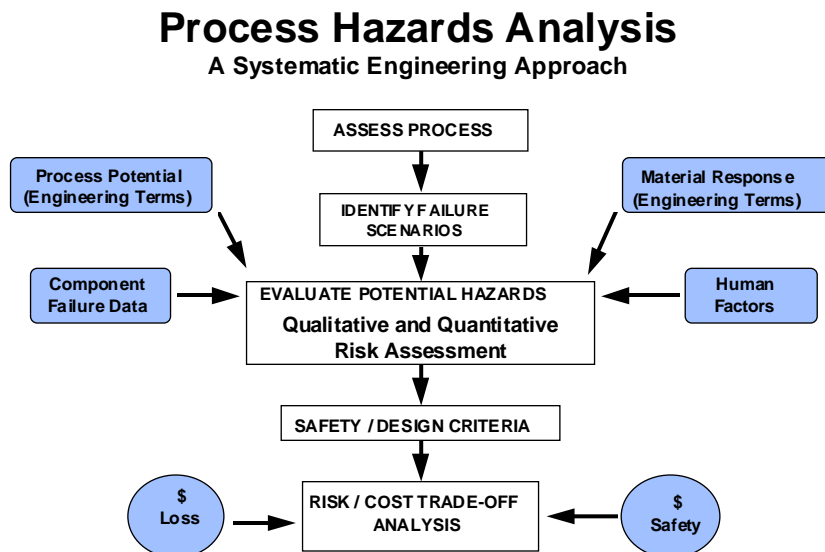 Process Hazards Analysis
A Systematic Engineering Approach
ASSESS PROCESS
Process Potential
(Engineering Terms)
Material Response
(Engineering Terms)
IDENTIFY FAILURE
SCENARIOS
Component
Failure Data
EVALUATE POTENTIAL HAZARDS
Qualitative and Quantitative
Risk Assessment
Human
Factors
SAFETY / DESIGN CRITERIA
$
Loss
RISK / COST TRADE-OFF
ANALYSIS
$
Safety